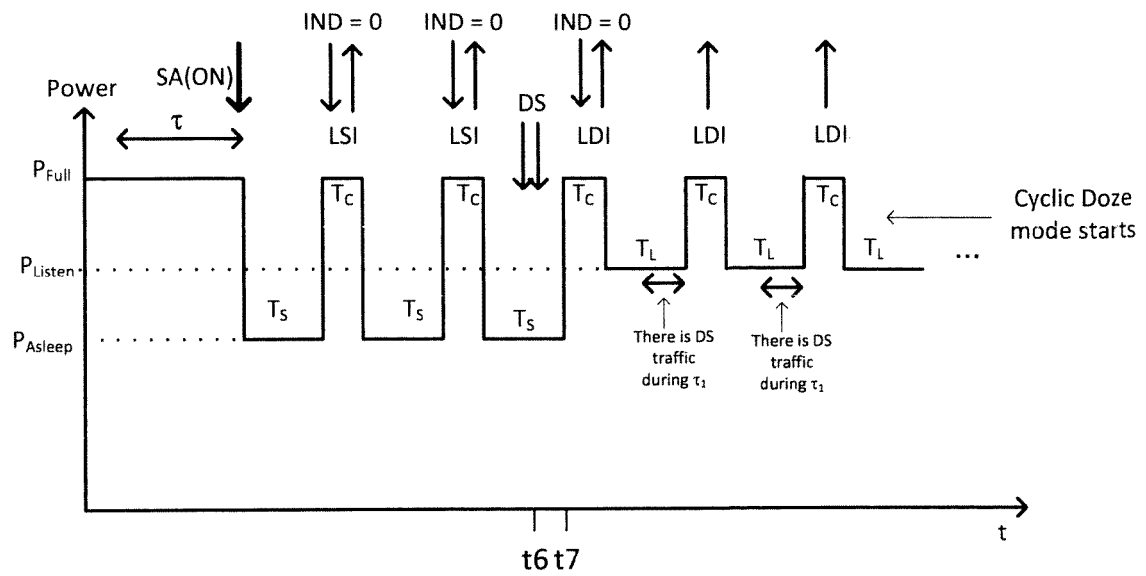 IND = 0 IND = 0 IND = 0
SA(ON)
Power
DS
τ
LSI LSI LDI LDI LDI
P_Full
T_C T_C T_C T_C T_C
Cyclic Doze
mode starts
T_L T_L T_L ...
P_Listen
T_S T_S T_S
P_Asleep
There is DS
traffic
during τ₁
There is DS
traffic
during τ₁
t
t6 t7